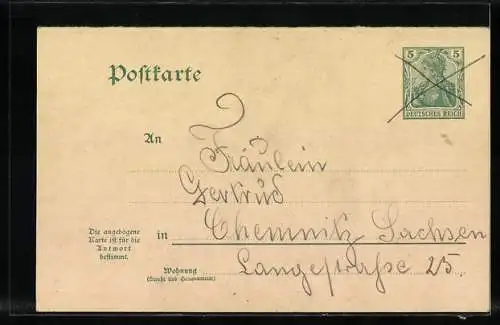 5 5
DEUTSCHES REICH
Postkarte
An
Fräulein
Gertrud
Die angebogene
Karte ist für die
Antwort
bestimmt.
in Chemnitz Sachsen
Wohnung Langestraße 25.
(Straße und Hausnummer)